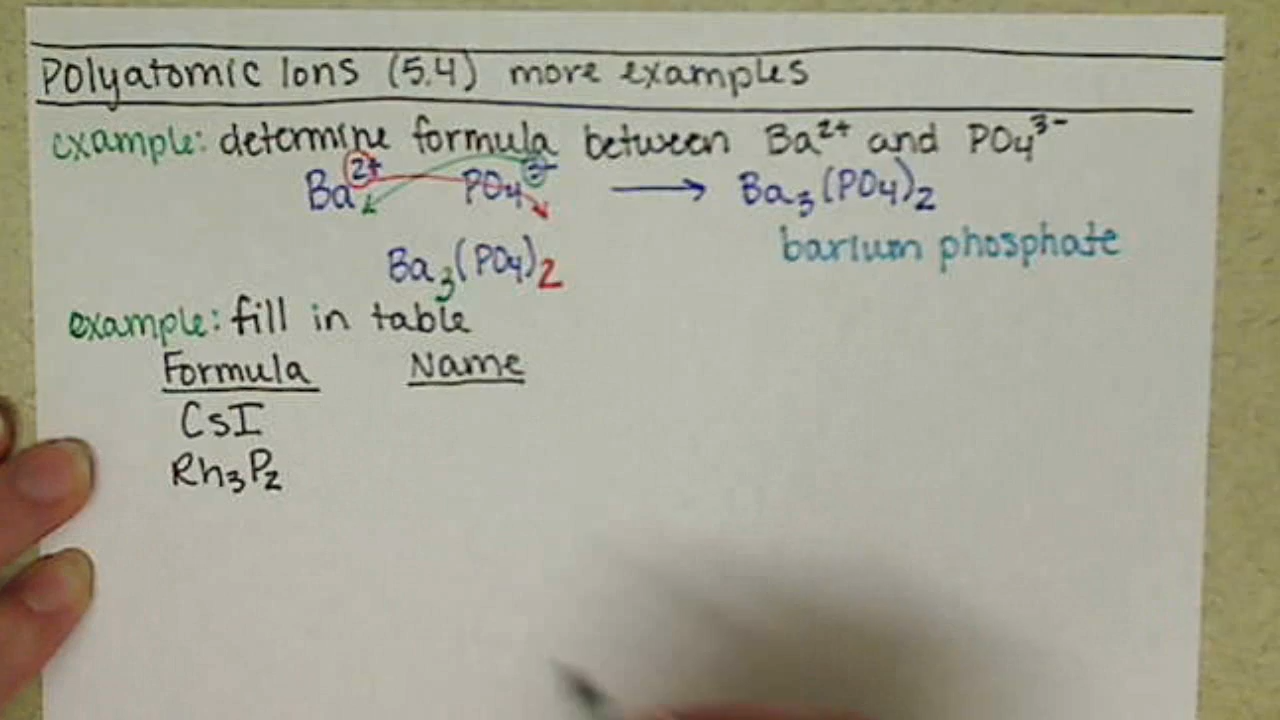 Polyatomic Ions (5.4) more examples
example: determine formula between Ba²⁺ and PO₄³⁻
Ba²⁺ PO₄³⁻ → Ba₃(PO₄)₂
barium phosphate
Ba₃(PO₄)₂
example: fill in table
Formula Name
CsI
Rh₃P₂